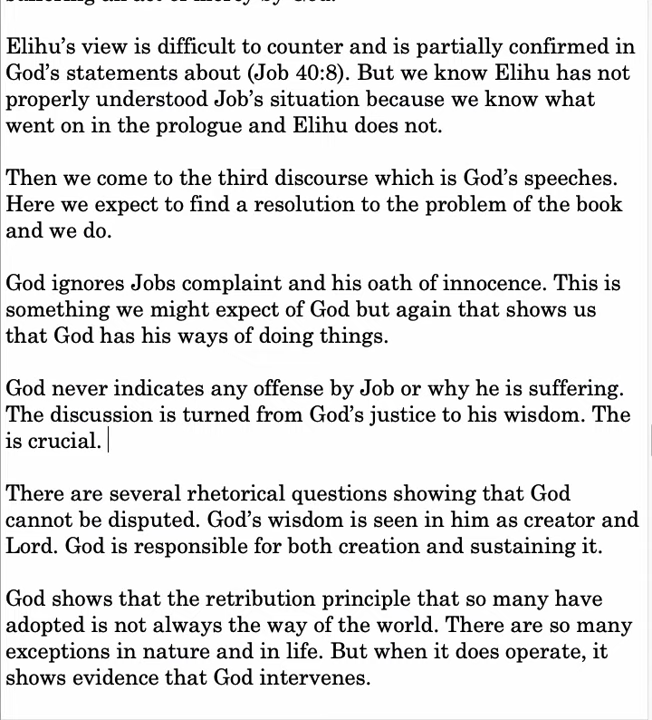 suffering an act of mercy by God.
Elihu’s view is difficult to counter and is partially confirmed in
God’s statements about (Job 40:8). But we know Elihu has not
properly understood Job’s situation because we know what
went on in the prologue and Elihu does not.
Then we come to the third discourse which is God’s speeches.
Here we expect to find a resolution to the problem of the book
and we do.
God ignores Jobs complaint and his oath of innocence. This is
something we might expect of God but again that shows us
that God has his ways of doing things.
God never indicates any offense by Job or why he is suffering.
The discussion is turned from God’s justice to his wisdom. The
is crucial.
There are several rhetorical questions showing that God
cannot be disputed. God’s wisdom is seen in him as creator and
Lord. God is responsible for both creation and sustaining it.
God shows that the retribution principle that so many have
adopted is not always the way of the world. There are so many
exceptions in nature and in life. But when it does operate, it
shows evidence that God intervenes.